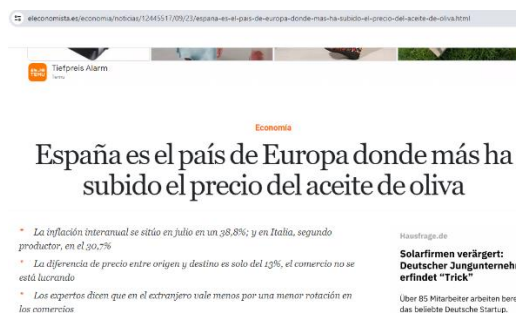 eleconomista.es/economia/noticias/12445517/09/23/espana-es-el-pais-de-europa-donde-mas-ha-subido-el-precio-del-aceite-de-oliva.html
Tiefpreis Alarm
Temu
Economía
España es el país de Europa donde más ha
subido el precio del aceite de oliva
* La inflación interanual se sitúo en julio en un 38,8%; y en Italia, segundo
productor, en el 30,7%
* La diferencia de precio entre origen y destino es solo del 13%, el comercio no se
está lucrando
* Los expertos dicen que en el extranjero vale menos por una menor rotación en
los comercios
Hausfrage.de
Solarfirmen verärgert:
Deutscher Jungunterneh
erfindet "Trick"
Über 85 Mitarbeiter arbeiten bere
das beliebte Deutsche Startup.